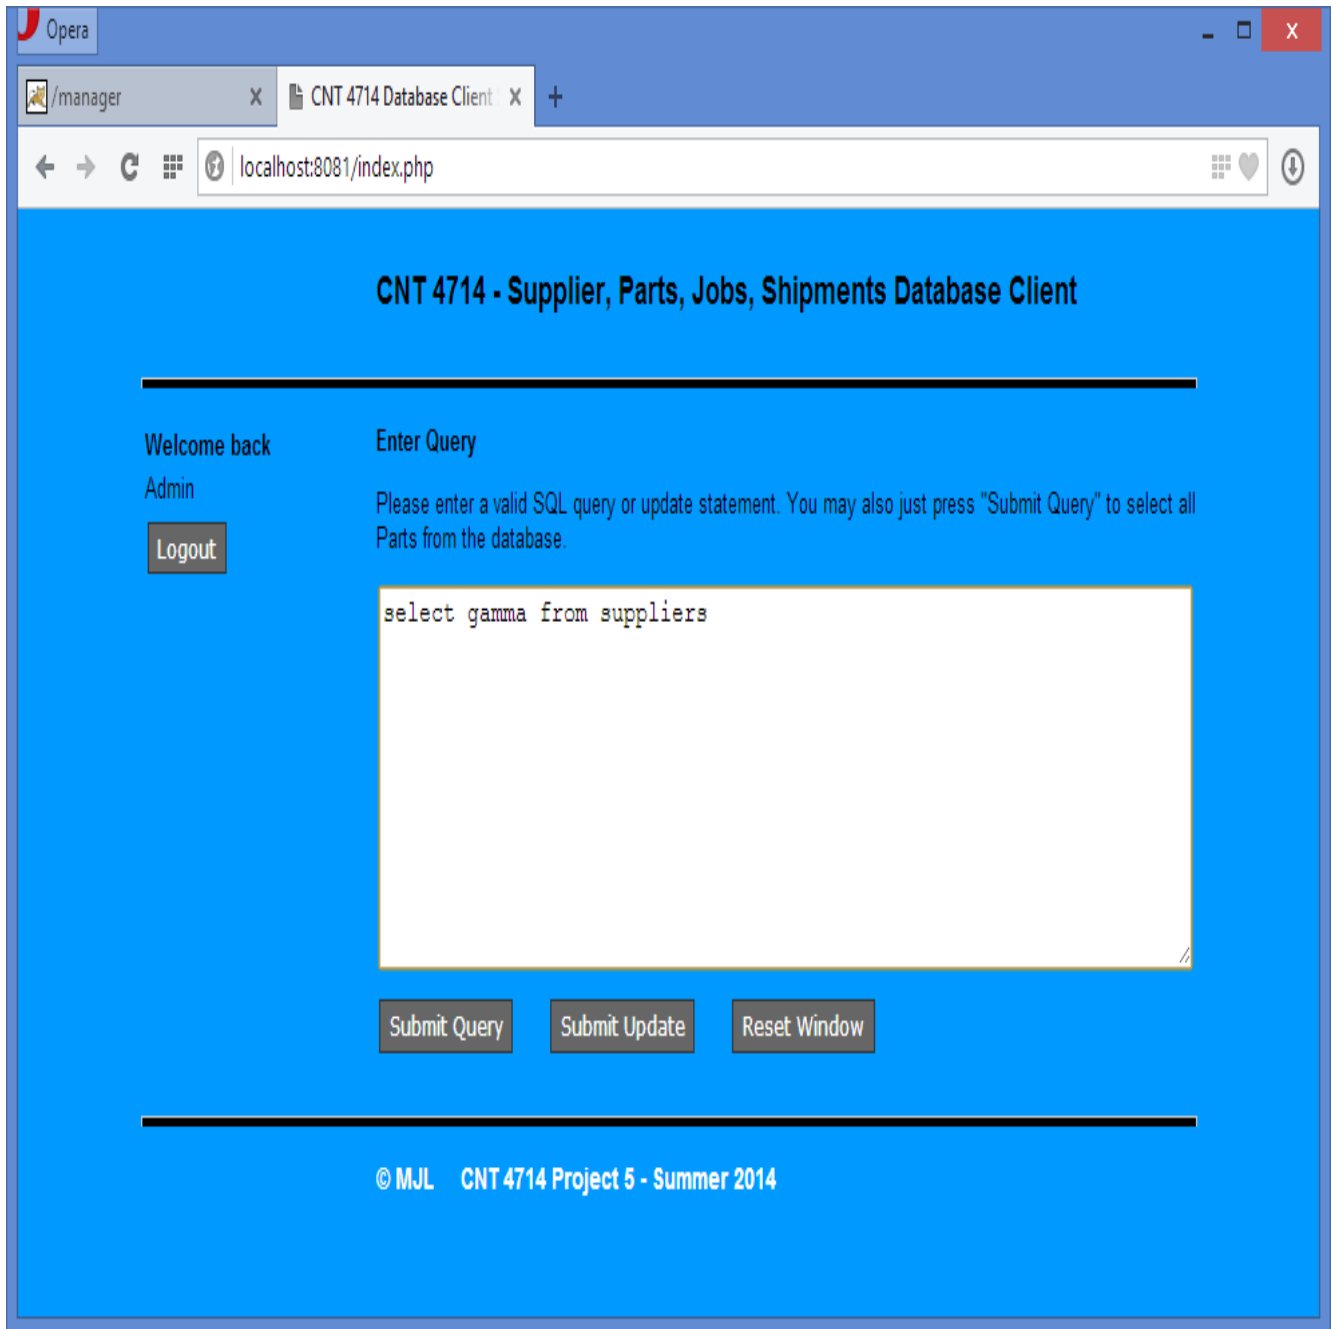 Opera
/manager
CNT 4714 Database Client
localhost:8081/index.php
CNT 4714 - Supplier, Parts, Jobs, Shipments Database Client
Welcome back
Admin
Logout
Enter Query
Please enter a valid SQL query or update statement. You may also just press "Submit Query" to select all
Parts from the database.
select gamma from suppliers
Submit Query
Submit Update
Reset Window
© MJL CNT 4714 Project 5 - Summer 2014